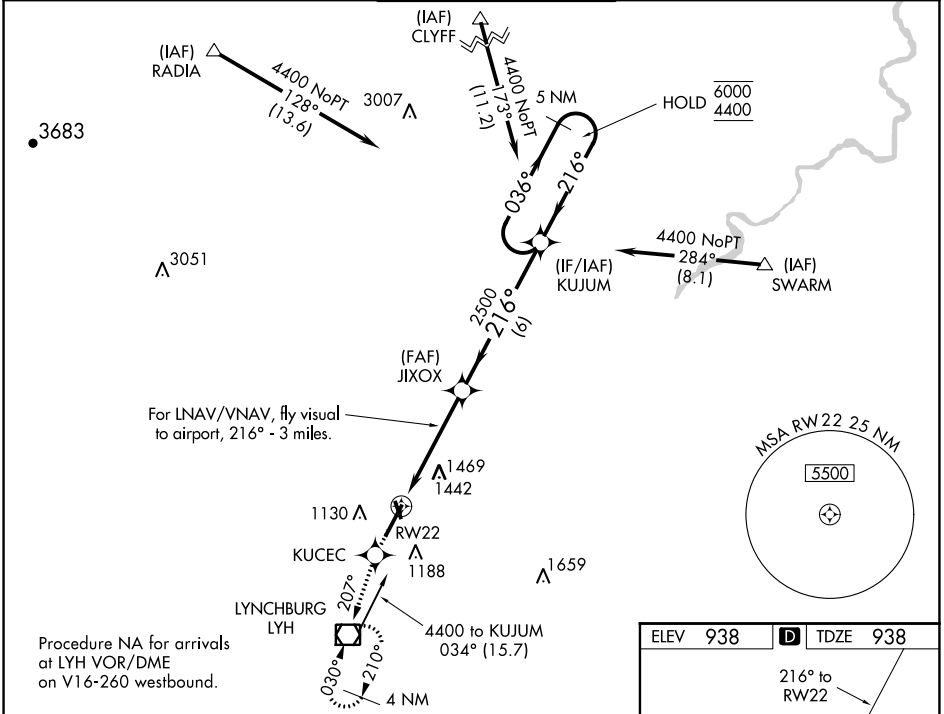 (IAF)
CLYFF
(IAF)
RADIA
4400 NoPT
128°
(13.6)
3007
4400 NoPT
173°
(11.2)
5 NM
HOLD
6000
4400
3683
036°
216°
3051
4400 NoPT
284°
(8.1)
(IAF)
SWARM
(IF/IAF)
KUJUM
2500
216°
(6)
(FAF)
JIXOX
For LNAV/VNAV, fly visual
to airport, 216° - 3 miles.
MSA RW22 25 NM
5500
1469
1442
1130
RW22
KUCEC
1188
1659
207°
LYNCHBURG
LYH
4400 to KUJUM
034° (15.7)
030°
210°
4 NM
Procedure NA for arrivals
at LYH VOR/DME
on V16-260 westbound.
ELEV 938 D TDZE 938
216° to
RW22